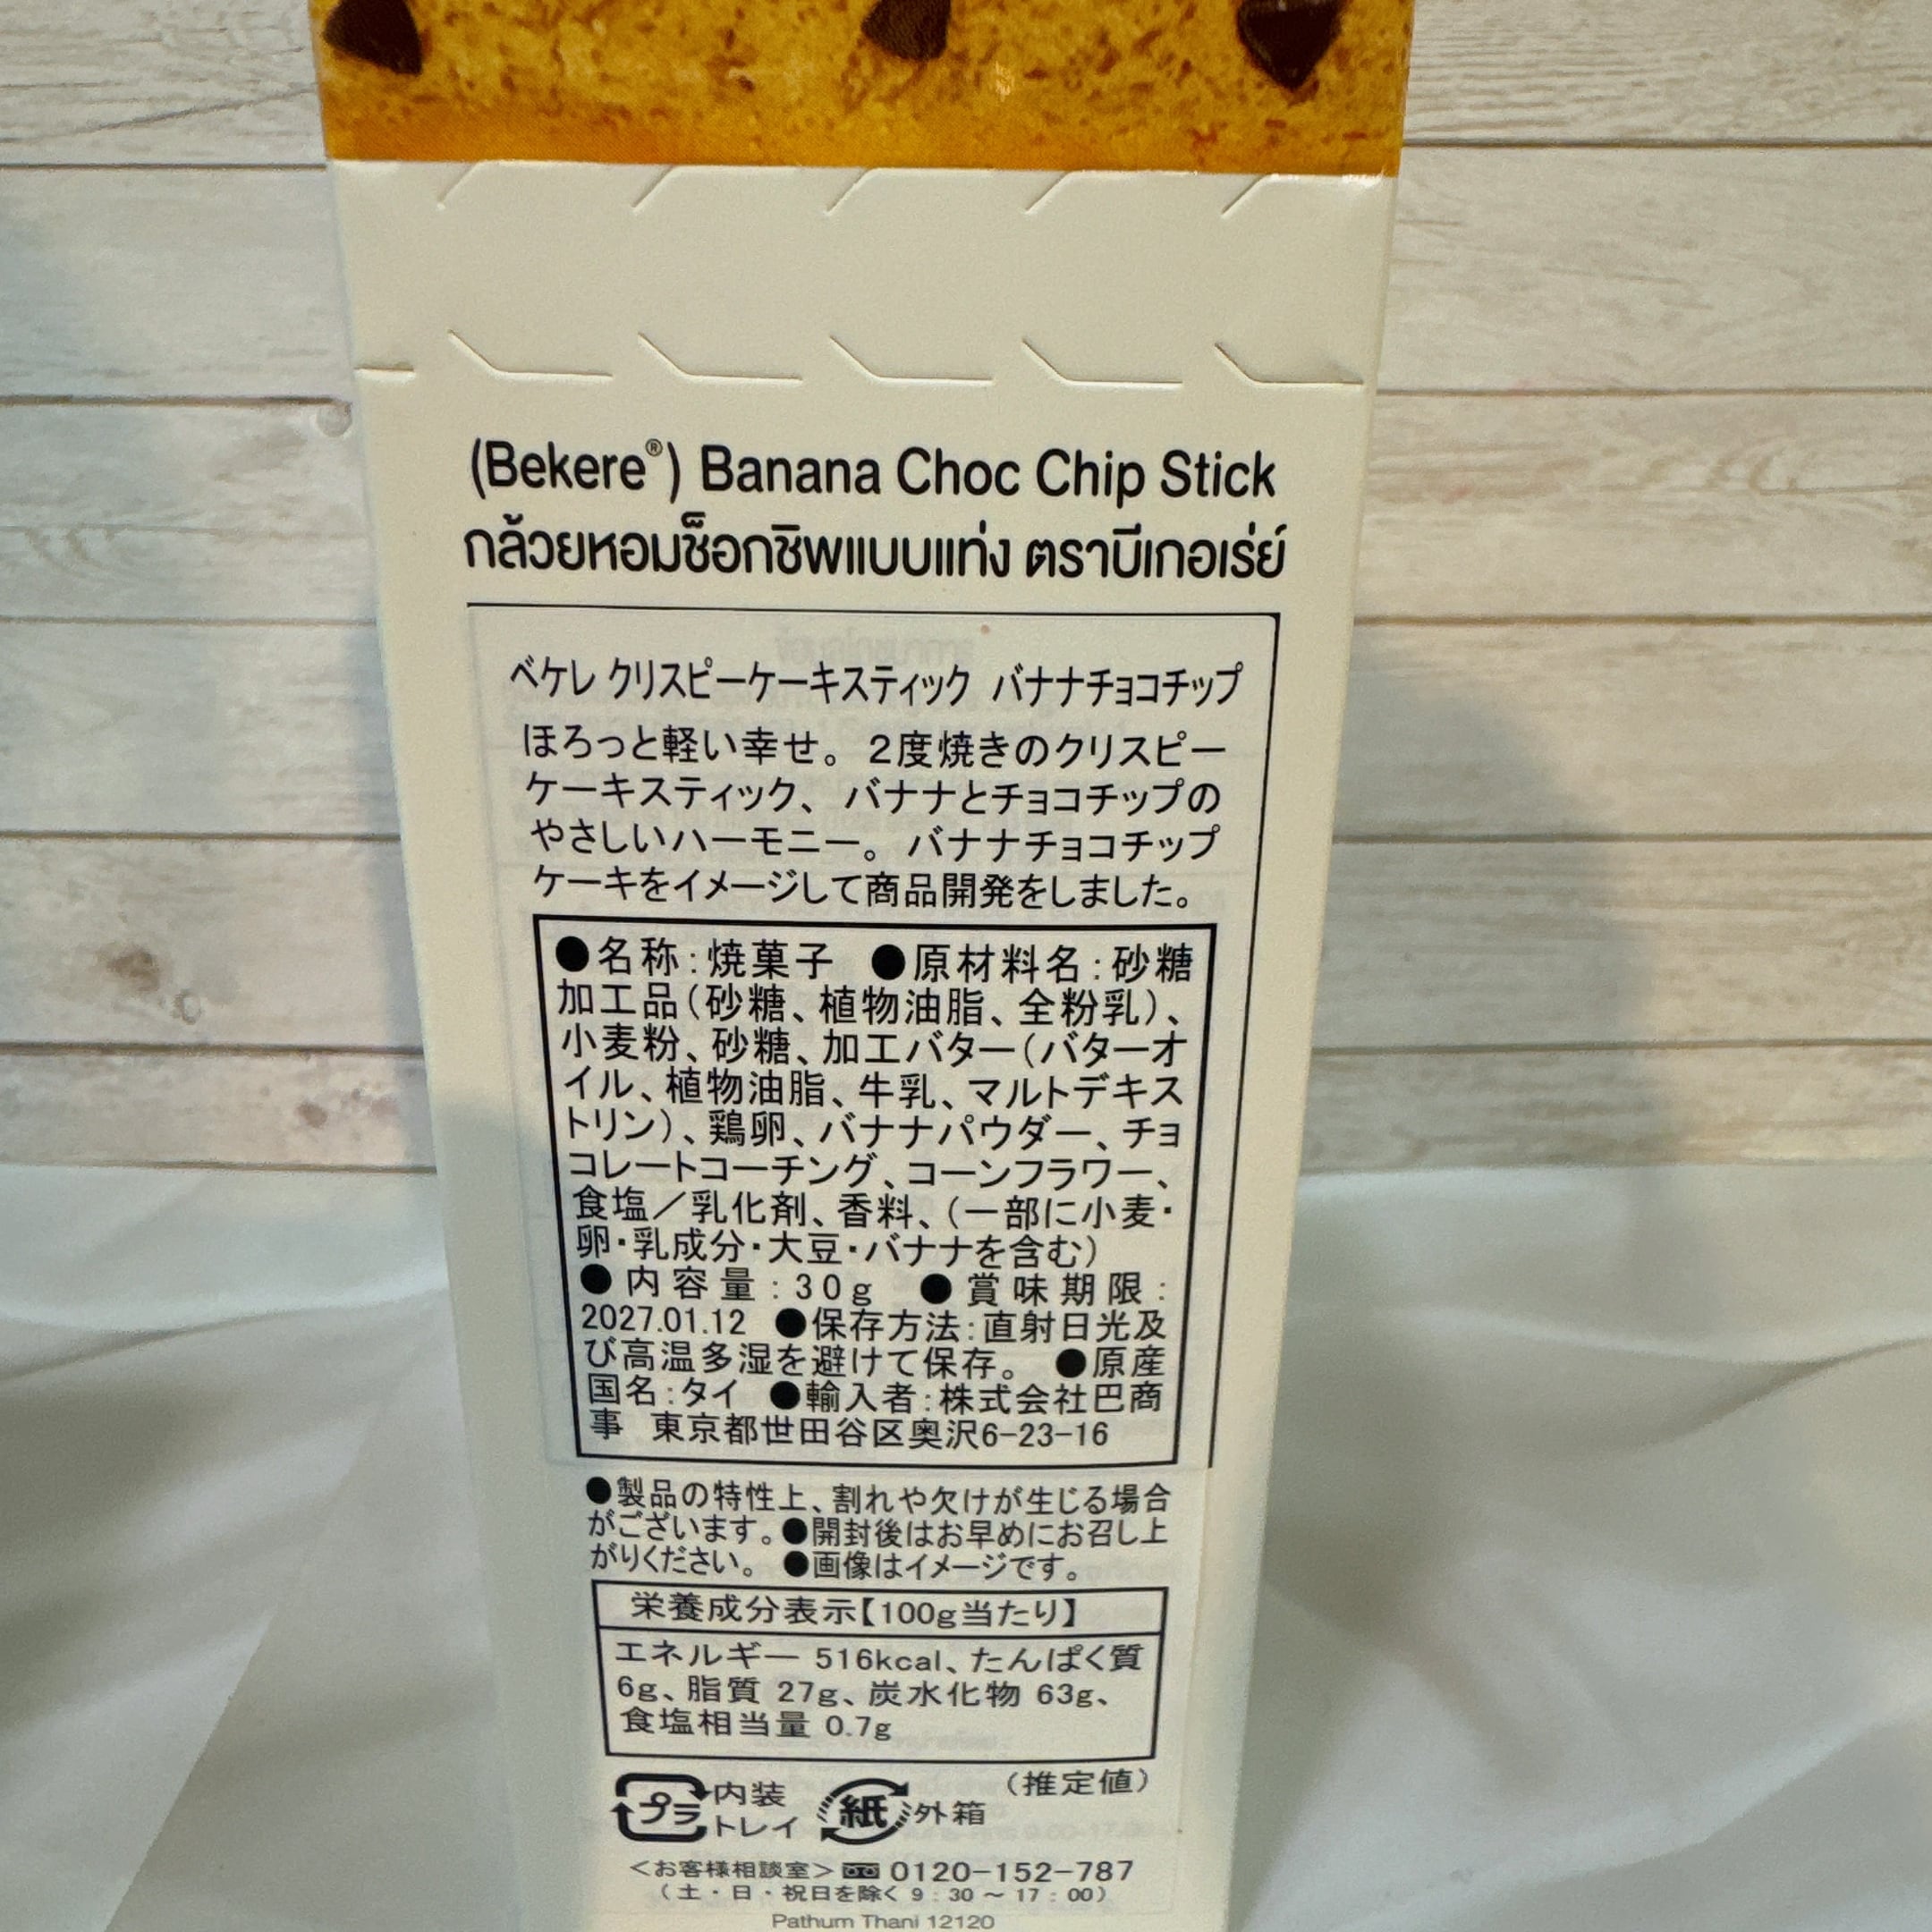 (Bekere®) Banana Choc Chip Stick
กล้วยหอมช็อกชิพแบบแท่ง ตราบีเกอเร่ย์
ベケレ クリスピーケーキスティック バナナチョコチップ
ほろっと軽い幸せ。2度焼きのクリスピー
ケーキスティック、バナナとチョコチップの
やさしいハーモニー。バナナチョコチップ
ケーキをイメージして商品開発をしました。
●名称:焼菓子 ●原材料名:砂糖
加工品(砂糖、植物油脂、全粉乳)、
小麦粉、砂糖、加工バター(バターオ
イル、植物油脂、牛乳、マルトデキス
トリン)、鶏卵、バナナパウダー、チョ
コレートコーチング、コーンフラワー、
食塩/乳化剤、香料、(一部に小麦・
卵・乳成分・大豆・バナナを含む)
●内容量:30g ●賞味期限:
2027.01.12 ●保存方法:直射日光及
び高温多湿を避けて保存。 ●原産
国名:タイ ●輸入者:株式会社巴商
事 東京都世田谷区奥沢6-23-16
●製品の特性上、割れや欠けが生じる場合
がございます。●開封後はお早めにお召し上
がりください。 ●画像はイメージです。
栄養成分表示【100g当たり】
エネルギー 516kcal、たんぱく質
6g、脂質 27g、炭水化物 63g、
食塩相当量 0.7g
(推定値)
プラ 内装
トレイ 紙 外箱
<お客様相談室> 0120-152-787
(土・日・祝日を除く 9:30~17:00)
Pathum Thani 12120